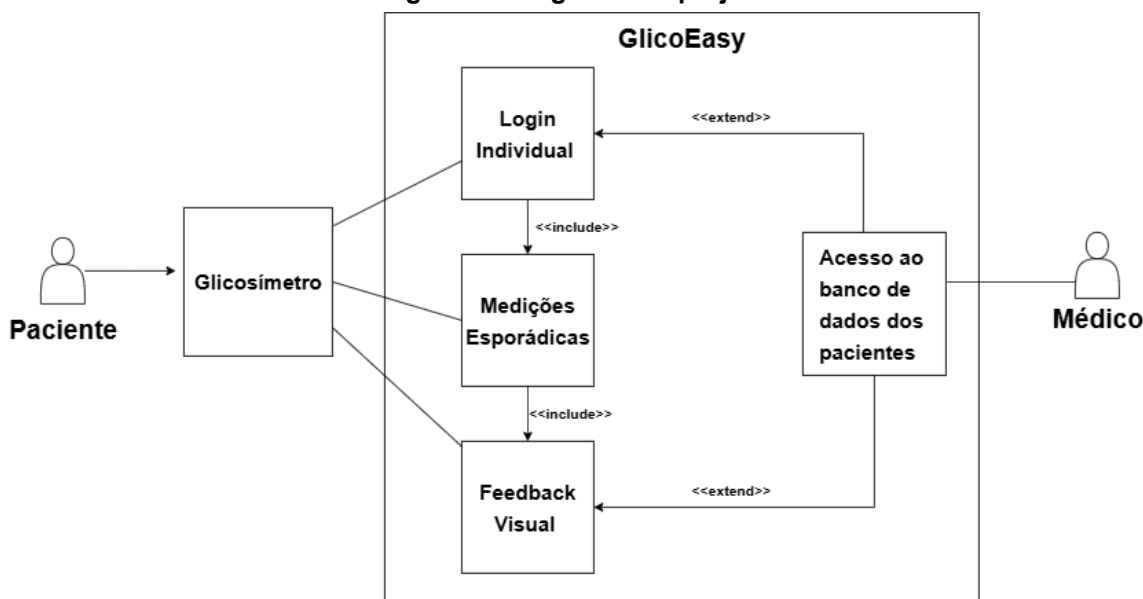 GlicoEasy
Login
Individual
<<extend>>
<<include>>
Paciente
Glicosímetro
Medições
Esporádicas
Acesso ao
banco de
dados dos
pacientes
Médico
<<include>>
Feedback
Visual
<<extend>>